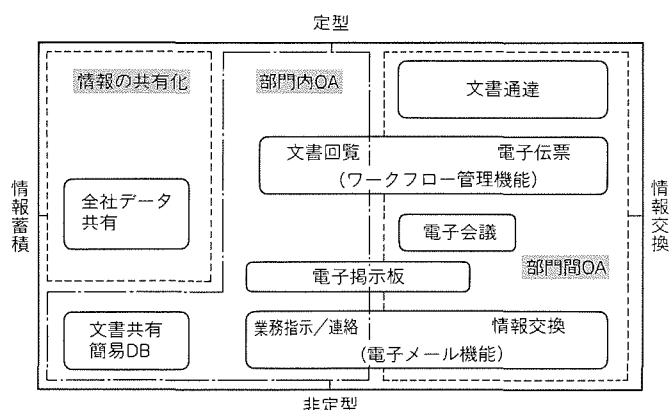 定型
情報の共有化
部門内OA
文書通達
文書回覧 電子伝票
(ワークフロー管理機能)
情報蓄積
全社データ
共有
電子会議
情報交換
部門間OA
電子掲示板
文書共有
簡易DB
業務指示/連絡 情報交換
(電子メール機能)
非定型